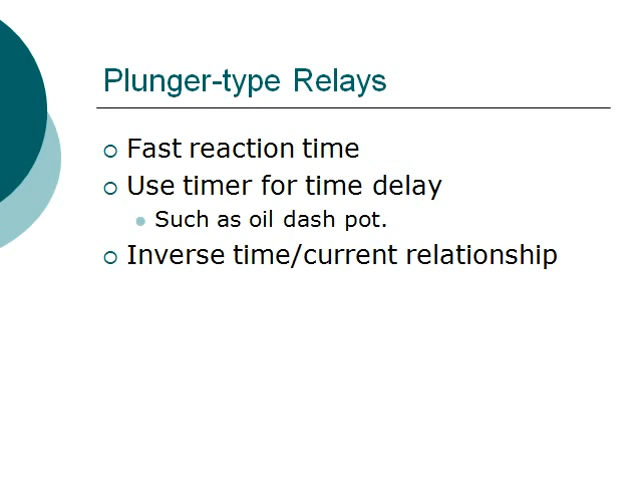 Plunger-type Relays
Fast reaction time
Use timer for time delay
Such as oil dash pot.
Inverse time/current relationship